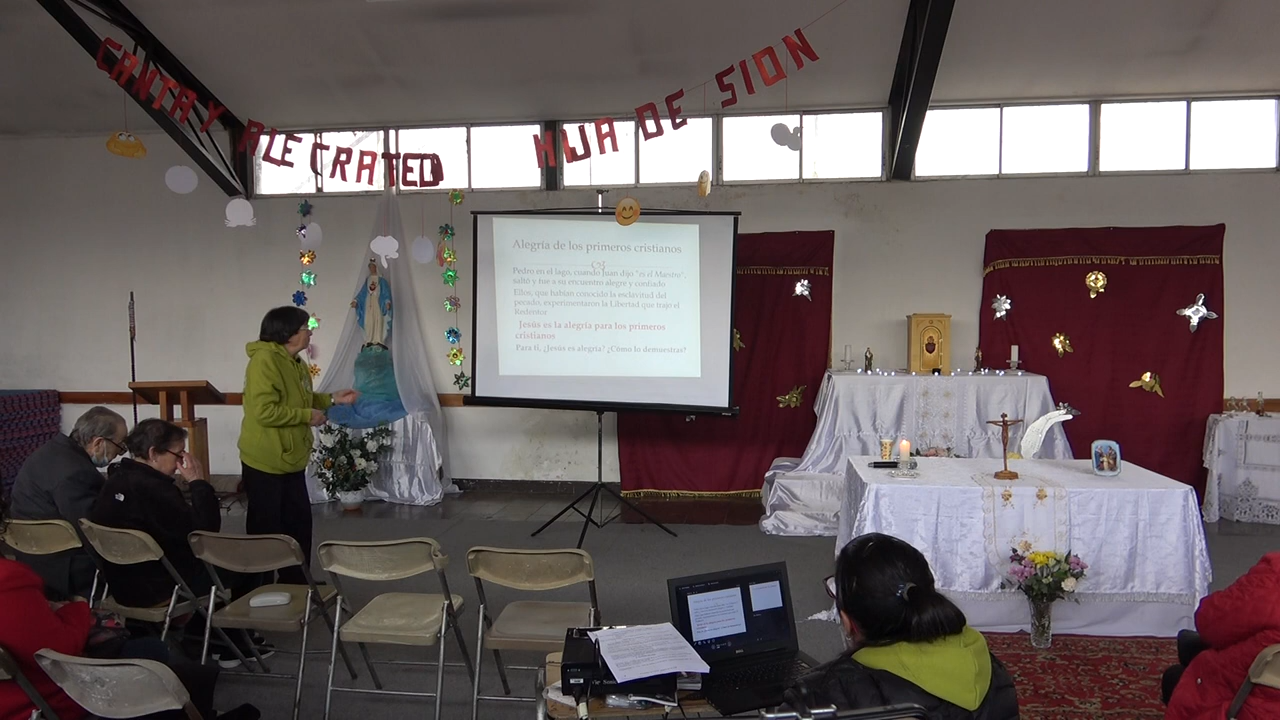 CANTA Y ALEGRATE HIJA DE SION
Alegría de los primeros cristianos
Pedro en el lago, cuando Juan dijo "es el Maestro",
saltó y fue a su encuentro alegre y confiado
Ellos, que habían conocido la esclavitud del
pecado, experimentaron la Libertad que trajo el
Redentor
Jesús es la alegría para los primeros
cristianos
Para ti, ¿Jesús es alegría? ¿Cómo lo demuestras?